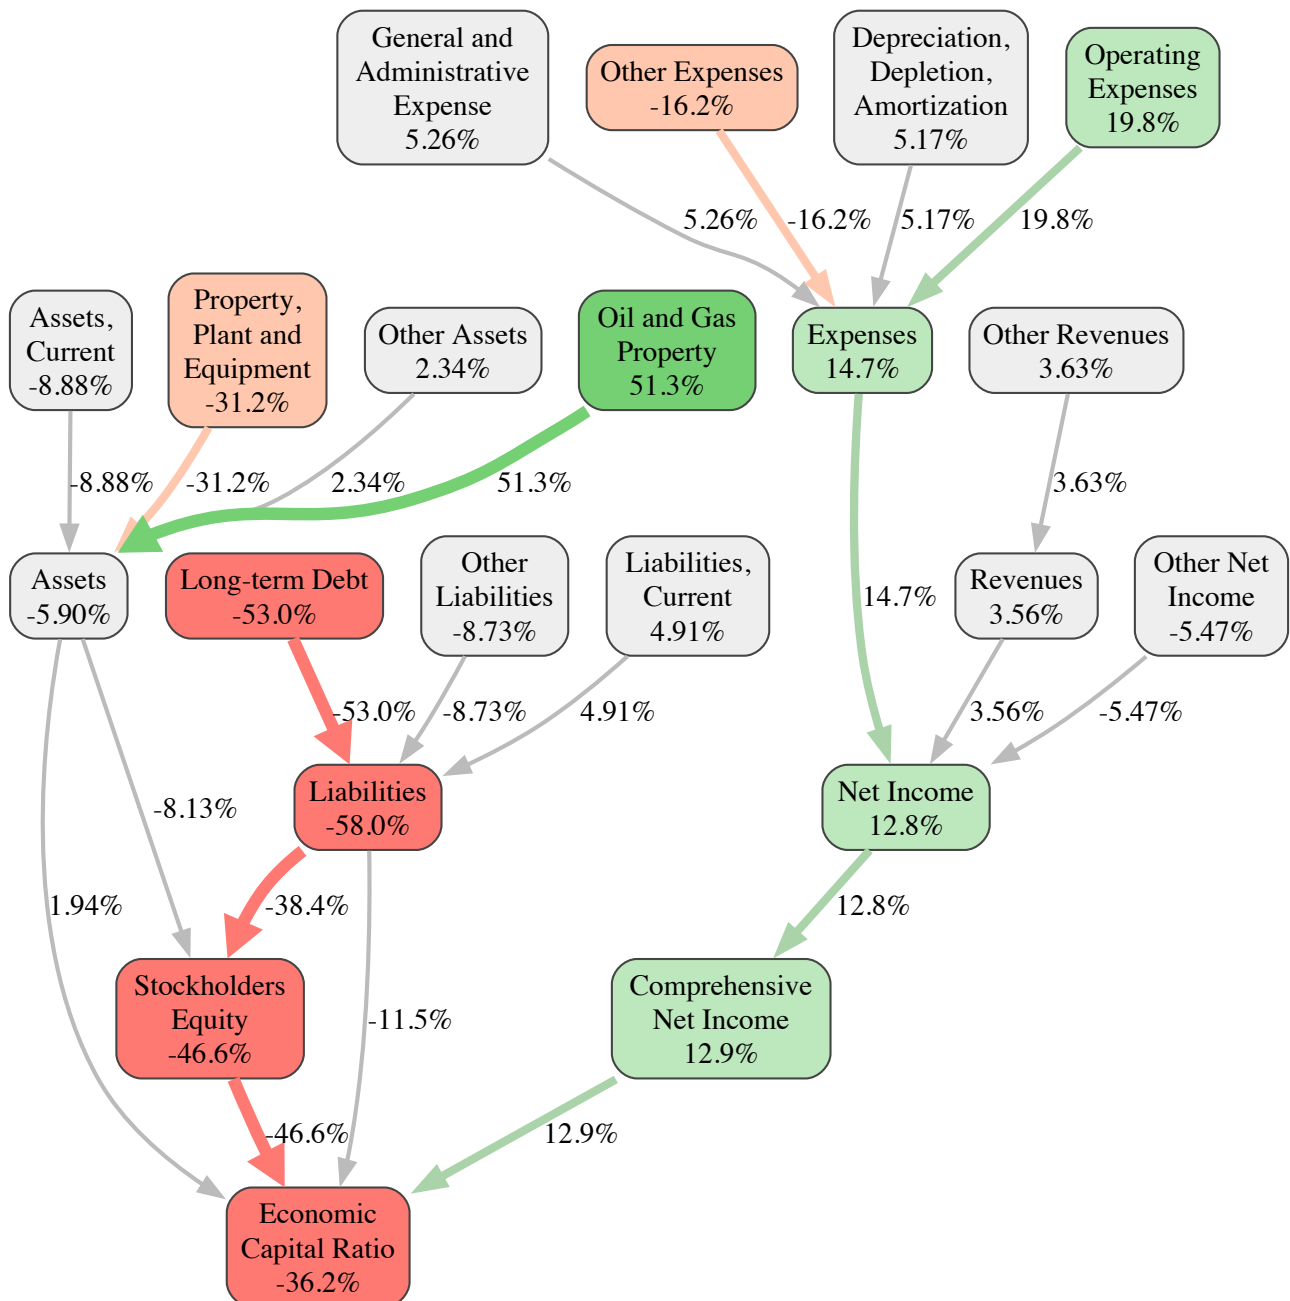 General and
Administrative
Expense
5.26%
Other Expenses
-16.2%
Depreciation,
Depletion,
Amortization
5.17%
Operating
Expenses
19.8%
5.26%
-16.2%
5.17%
19.8%
Assets,
Current
-8.88%
Property,
Plant and
Equipment
-31.2%
Other Assets
2.34%
Oil and Gas
Property
51.3%
Expenses
14.7%
Other Revenues
3.63%
-8.88%
-31.2%
2.34%
51.3%
3.63%
Assets
-5.90%
Long-term Debt
-53.0%
Other
Liabilities
-8.73%
Liabilities,
Current
4.91%
14.7%
Revenues
3.56%
Other Net
Income
-5.47%
-53.0%
-8.73%
4.91%
3.56%
-5.47%
-8.13%
Liabilities
-58.0%
Net Income
12.8%
1.94%
-38.4%
12.8%
Stockholders
Equity
-46.6%
-11.5%
Comprehensive
Net Income
12.9%
-46.6%
12.9%
Economic
Capital Ratio
-36.2%